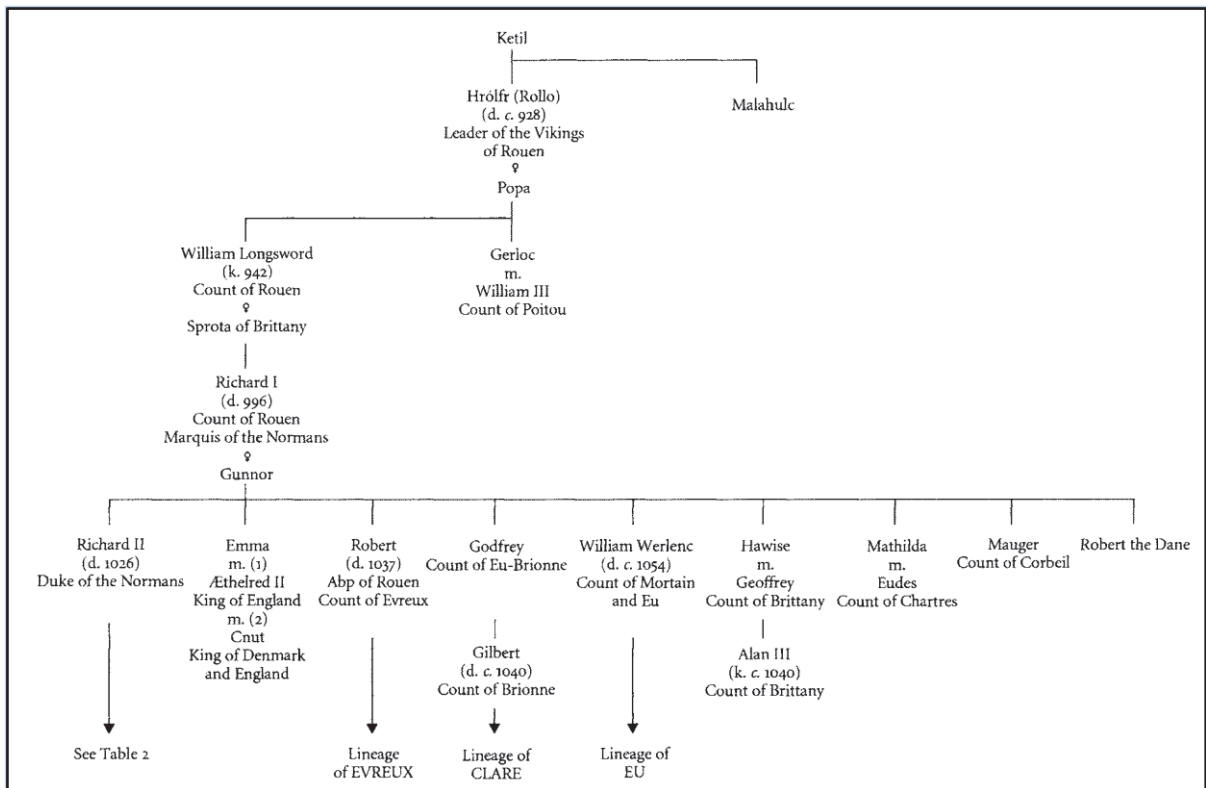 Ketil
Hrólfr (Rollo)
(d. c. 928)
Leader of the Vikings
of Rouen
♀
Popa
Malahulc
William Longsword
(k. 942)
Count of Rouen
♀
Sprota of Brittany
Gerloc
m.
William III
Count of Poitou
Richard I
(d. 996)
Count of Rouen
Marquis of the Normans
♀
Gunnor
Richard II
(d. 1026)
Duke of the Normans
See Table 2
Emma
m. (1)
Æthelred II
King of England
m. (2)
Cnut
King of Denmark
and England
Robert
(d. 1037)
Abp of Rouen
Count of Evreux
Lineage
of EVREUX
Godfrey
Count of Eu-Brionne
Gilbert
(d. c. 1040)
Count of Brionne
Lineage of
CLARE
William Werlenc
(d. c. 1054)
Count of Mortain
and Eu
Lineage of
EU
Hawise
m.
Geoffrey
Count of Brittany
Alan III
(k. c. 1040)
Count of Brittany
Mathilda
m.
Eudes
Count of Chartres
Mauger
Count of Corbeil
Robert the Dane